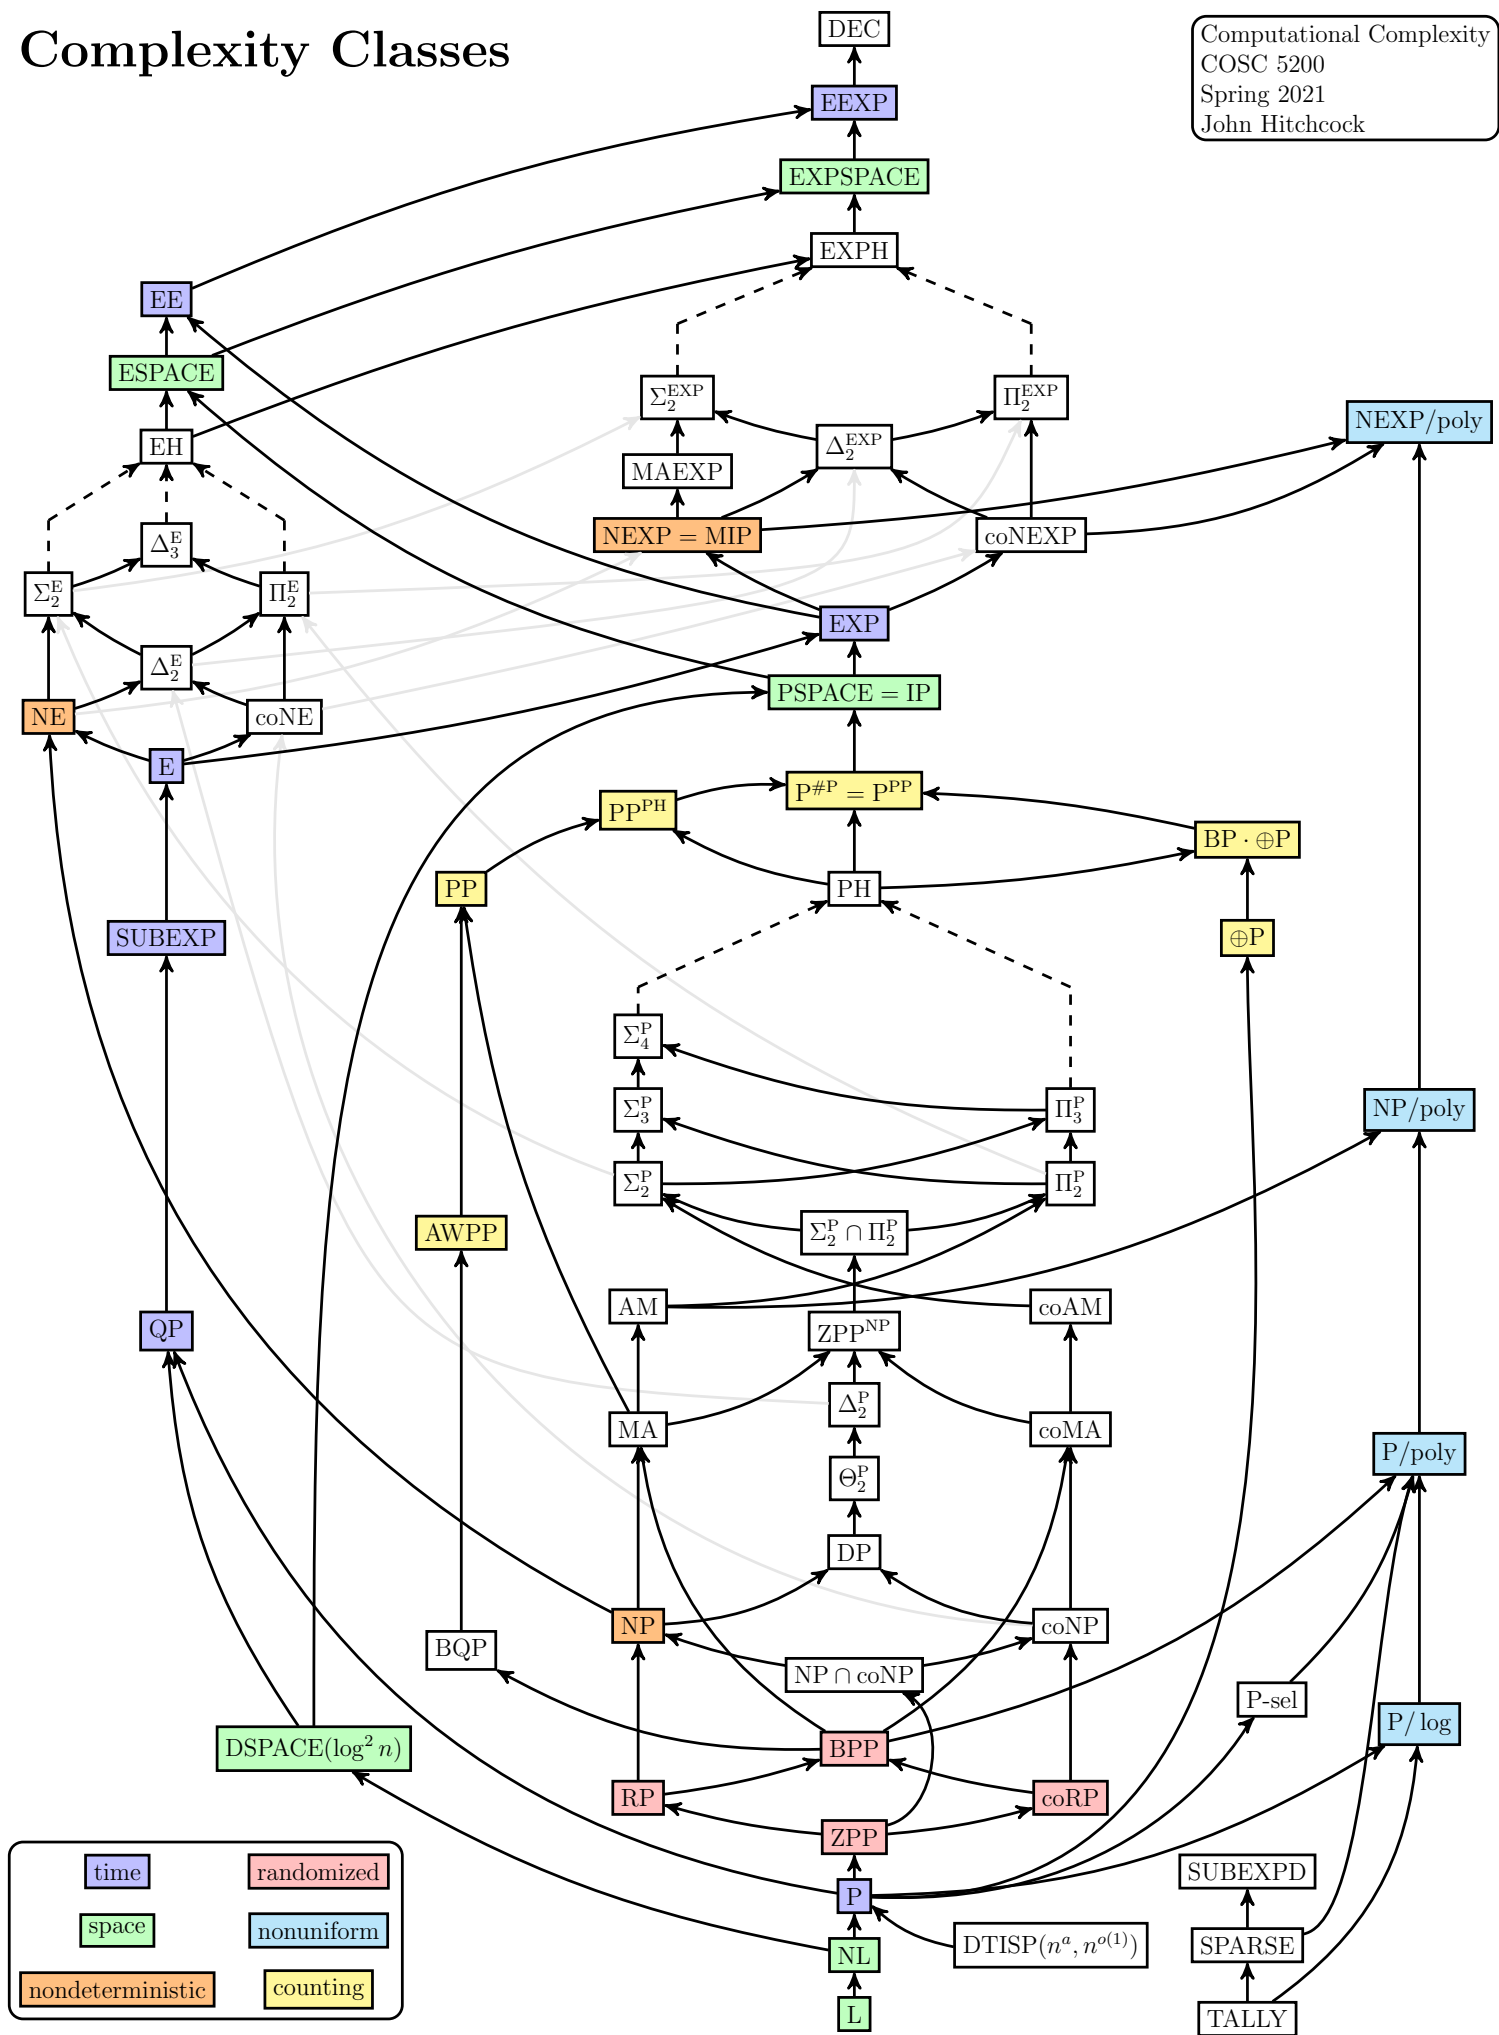 Complexity Classes
Computational Complexity
COSC 5200
Spring 2021
John Hitchcock
DEC
EEXP
EXPSPACE
EXPH
EE
ESPACE
Σ₂^EXP
Π₂^EXP
NEXP/poly
EH
Δ₂^EXP
MAEXP
NEXP = MIP
coNEXP
Δ₃^E
Σ₂^E
Π₂^E
EXP
Δ₂^E
PSPACE = IP
NE
coNE
E
P^#P = P^PP
PP^PH
BP · ⊕P
PP
PH
SUBEXP
⊕P
Σ₄^P
Σ₃^P
Π₃^P
NP/poly
Σ₂^P
Π₂^P
AWPP
Σ₂^P ∩ Π₂^P
AM
coAM
QP
ZPP^NP
Δ₂^P
MA
coMA
P/poly
Θ₂^P
DP
NP
coNP
BQP
NP ∩ coNP
P-sel
P/ log
DSPACE(log² n)
BPP
RP
coRP
ZPP
time
randomized
SUBEXPD
P
space
nonuniform
DTISP(n^a, n^o(1))
SPARSE
NL
nondeterministic
counting
L
TALLY